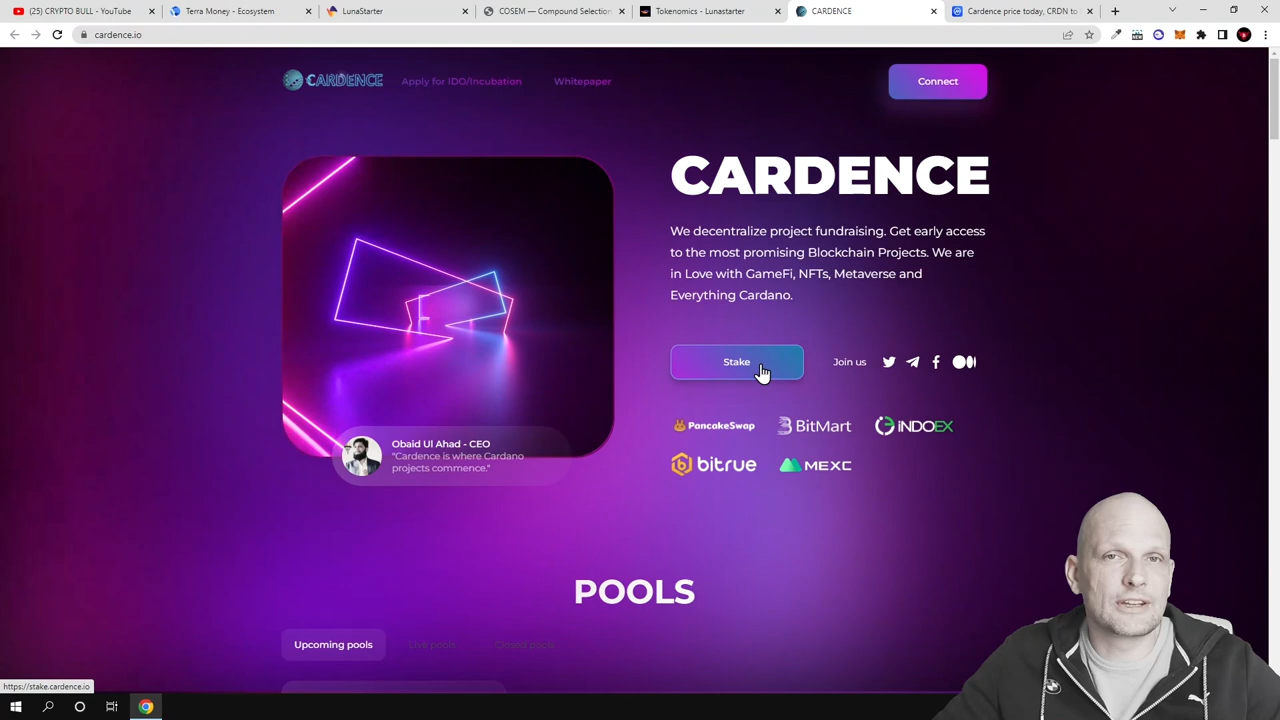 (25) CRYPTO BULL - YouTube
Terra Money - Ecosystem
LunaStarter
COSEM — Compound Selection
Tokenomics - Lunastarter
CARDENCE
Cardence price today, CRDN to
cardence.io
CARDENCE
Apply for IDO/Incubation
Whitepaper
Connect
CARDENCE
We decentralize project fundraising. Get early access
to the most promising Blockchain Projects. We are
in Love with GameFi, NFTs, Metaverse and
Everything Cardano.
Stake
Join us
PancakeSwap
BitMart
INDOEX
bitrue
MEXC
Obaid Ul Ahad - CEO
"Cardence is where Cardano
projects commence."
POOLS
Upcoming pools
Live pools
Closed pools
https://stake.cardence.io